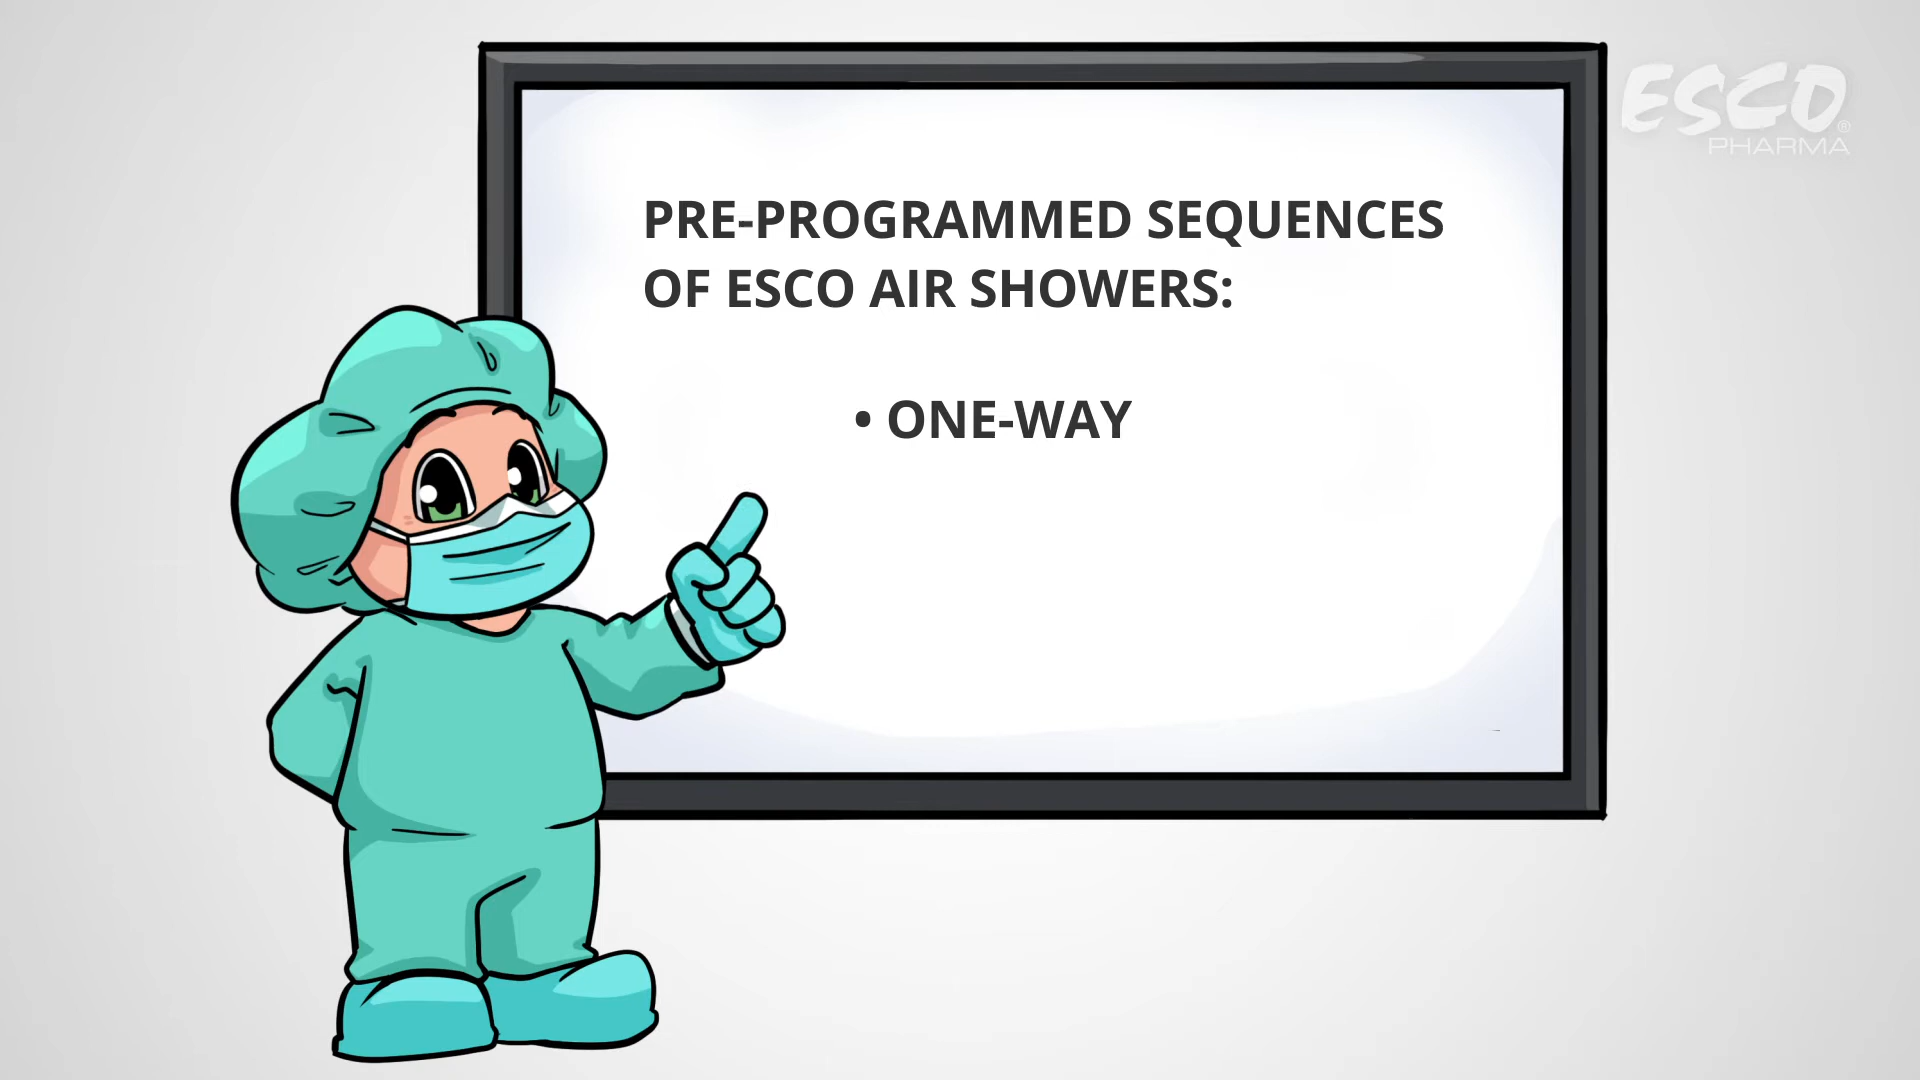 PRE-PROGRAMMED SEQUENCES
OF ESCO AIR SHOWERS:
• ONE-WAY
ESCO®
PHARMA